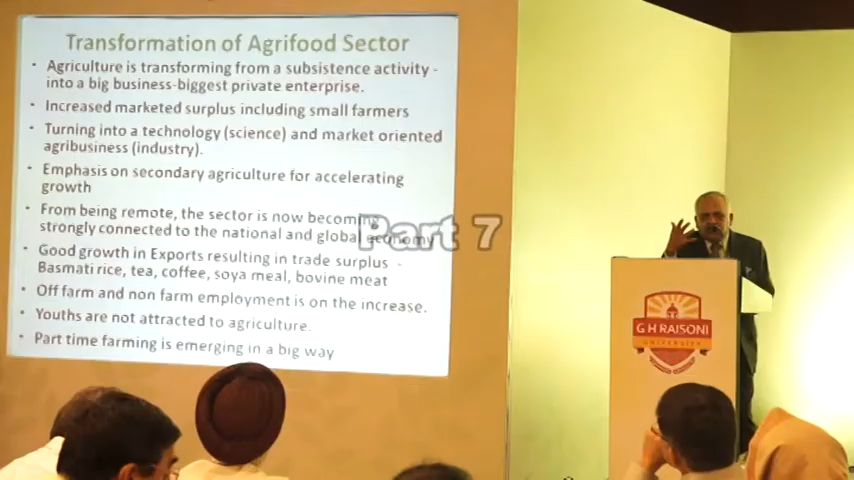 Transformation of Agrifood Sector
• Agriculture is transforming from a subsistence activity -
into a big business-biggest private enterprise.
• Increased marketed surplus including small farmers
• Turning into a technology (science) and market oriented
agribusiness (industry).
• Emphasis on secondary agriculture for accelerating
growth
• From being remote, the sector is now becoming
strongly connected to the national and global economy
• Good growth in Exports resulting in trade surplus -
Basmati rice, tea, coffee, soya meal, bovine meat
• Off farm and non farm employment is on the increase.
• Youths are not attracted to agriculture.
• Part time farming is emerging in a big way
Part 7
G H RAISONI
UNIVERSITY